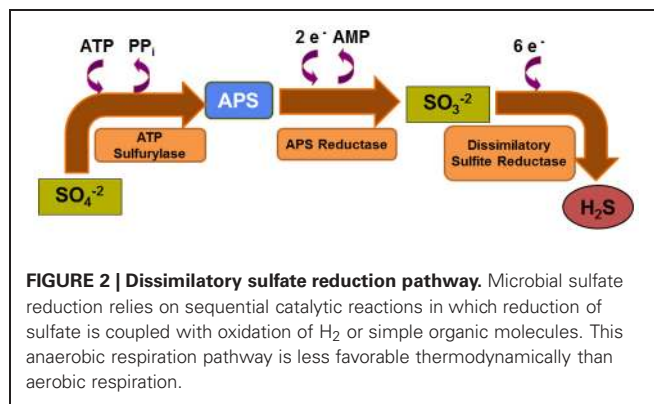 ATP PPi 2 e- AMP 6 e-
APS SO3-2
ATP
Sulfurylase
APS Reductase
Dissimilatory
Sulfite Reductase
SO4-2
H2S
FIGURE 2 | Dissimilatory sulfate reduction pathway. Microbial sulfate
reduction relies on sequential catalytic reactions in which reduction of
sulfate is coupled with oxidation of H2 or simple organic molecules. This
anaerobic respiration pathway is less favorable thermodynamically than
aerobic respiration.